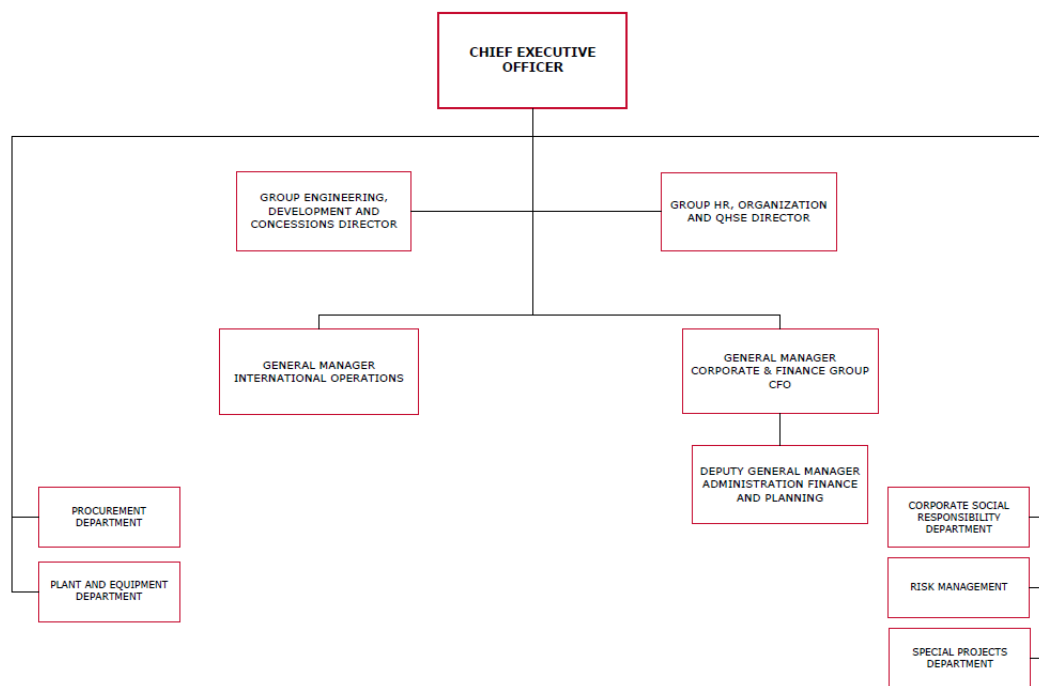 CHIEF EXECUTIVE
OFFICER
GROUP ENGINEERING,
DEVELOPMENT AND
CONCESSIONS DIRECTOR
GROUP HR, ORGANIZATION
AND QHSE DIRECTOR
GENERAL MANAGER
INTERNATIONAL OPERATIONS
GENERAL MANAGER
CORPORATE & FINANCE GROUP
CFO
DEPUTY GENERAL MANAGER
ADMINISTRATION FINANCE
AND PLANNING
PROCUREMENT
DEPARTMENT
PLANT AND EQUIPMENT
DEPARTMENT
CORPORATE SOCIAL
RESPONSIBILITY
DEPARTMENT
RISK MANAGEMENT
SPECIAL PROJECTS
DEPARTMENT